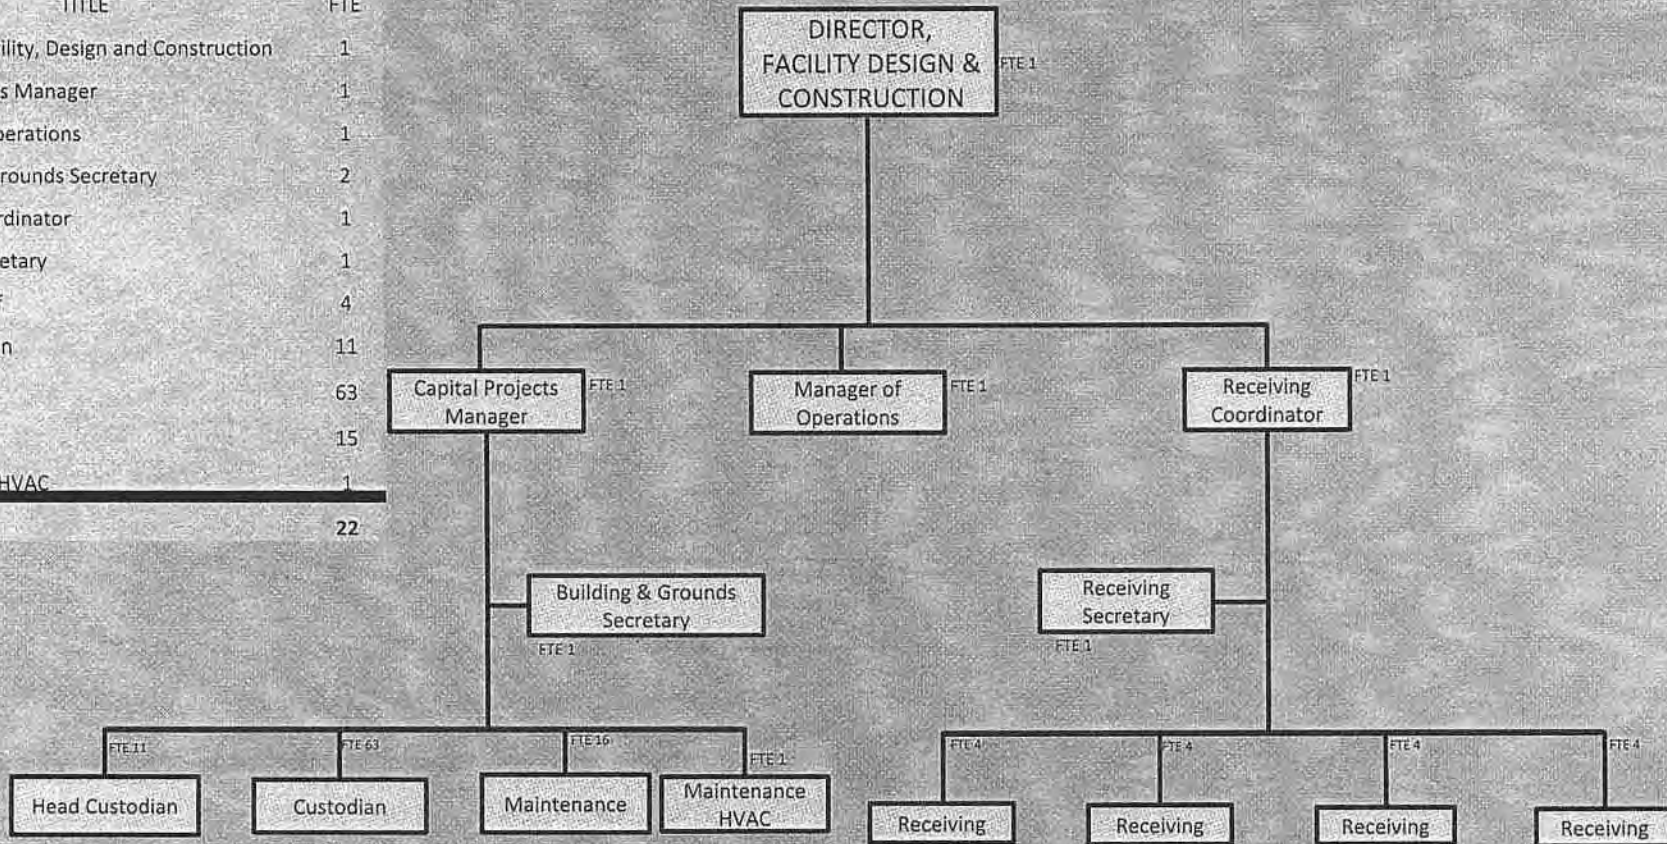 TITLE FTE
ility, Design and Construction 1
s Manager 1
perations 1
rounds Secretary 2
rdinator 1
etary 1
4
n 11
63
15
HVAC 1
22
DIRECTOR,
FACILITY DESIGN &
CONSTRUCTION
FTE 1
Capital Projects
Manager
FTE 1
Manager of
Operations
FTE 1
Receiving
Coordinator
FTE 1
Building & Grounds
Secretary
FTE 1
Receiving
Secretary
FTE 1
FTE 11
Head Custodian
FTE 63
Custodian
FTE 16
Maintenance
FTE 1
Maintenance
HVAC
FTE 4
Receiving
FTE 4
Receiving
FTE 4
Receiving
FTE 4
Receiving